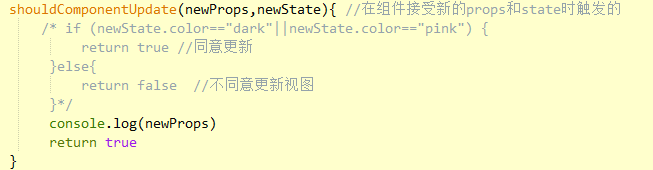 shouldComponentUpdate(newProps,newState){ //在组件接受新的props和state时触发的
/* if (newState.color=="dark"||newState.color=="pink") {
return true //同意更新
}else{
return false  //不同意更新视图
}*/
console.log(newProps)
return true
}